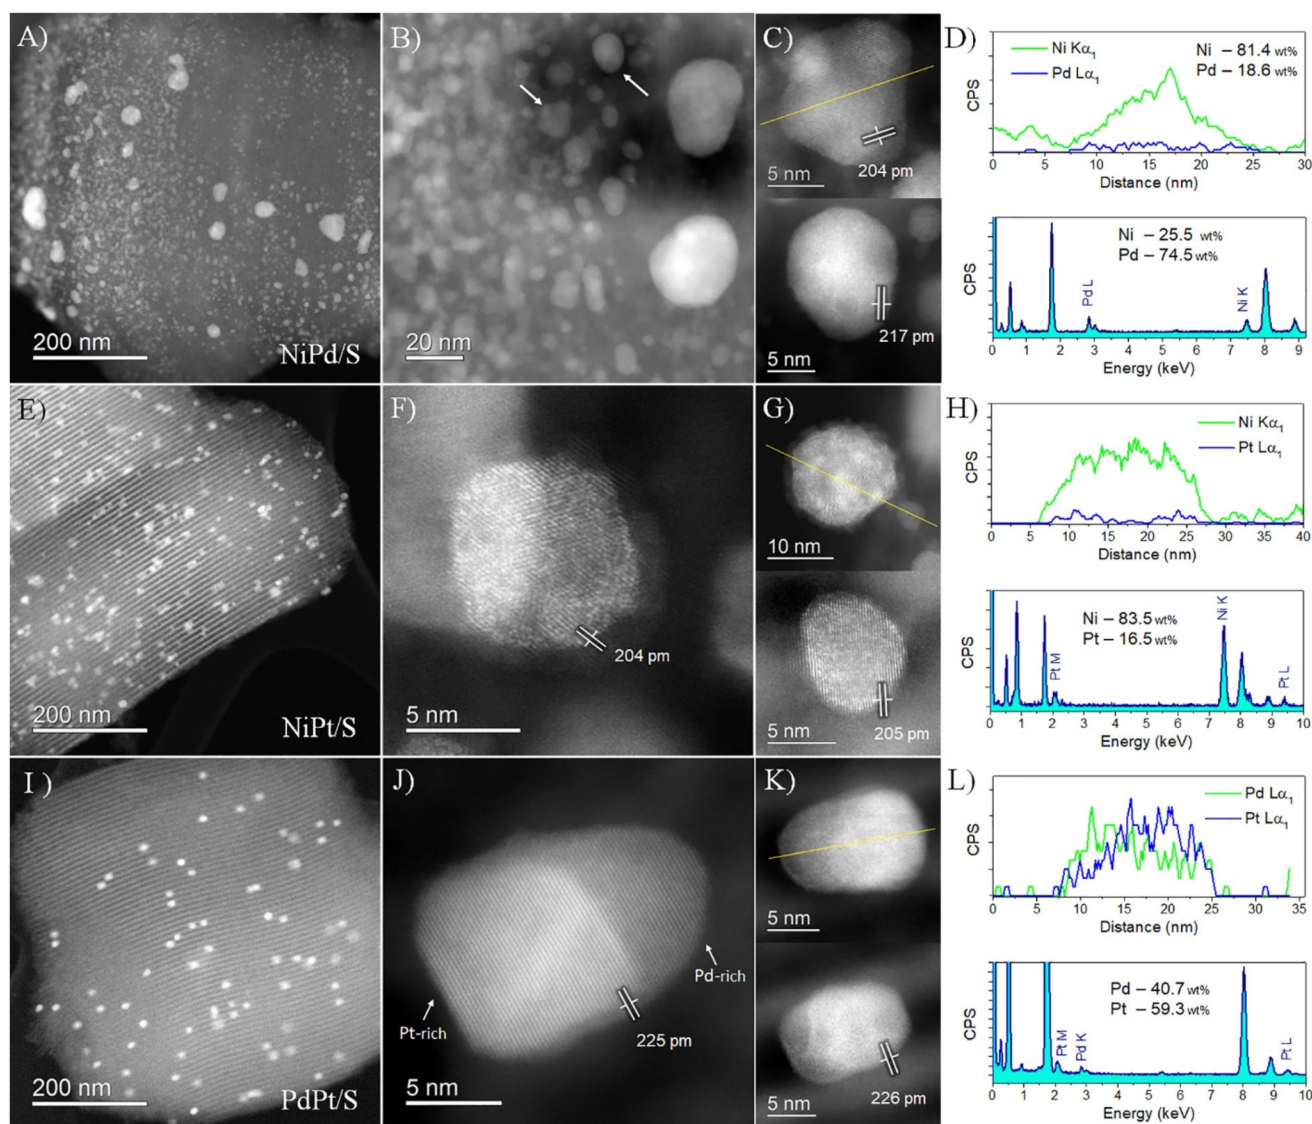 A)
200 nm
NiPd/S
B)
20 nm
C)
204 pm
5 nm
217 pm
5 nm
D)
Ni Kα1
Pd Lα1
Ni – 81.4 wt%
Pd – 18.6 wt%
CPS
0 5 10 15 20 25 30
Distance (nm)
Ni – 25.5 wt%
Pd – 74.5 wt%
Pd L
Ni K
CPS
0 1 2 3 4 5 6 7 8 9
Energy (keV)
E)
200 nm
NiPt/S
F)
204 pm
5 nm
G)
10 nm
205 pm
5 nm
H)
Ni Kα1
Pt Lα1
CPS
0 5 10 15 20 25 30 35 40
Distance (nm)
Ni – 83.5 wt%
Pt – 16.5 wt%
Pt M
Ni K
Pt L
CPS
0 1 2 3 4 5 6 7 8 9 10
Energy (keV)
I )
200 nm
PdPt/S
J)
Pd-rich
Pt-rich
225 pm
5 nm
K)
5 nm
226 pm
5 nm
L)
Pd Lα1
Pt Lα1
CPS
0 5 10 15 20 25 30 35
Distance (nm)
Pd – 40.7 wt%
Pt – 59.3 wt%
Pt M
Pd K
Pt L
CPS
0 1 2 3 4 5 6 7 8 9 10
Energy (keV)